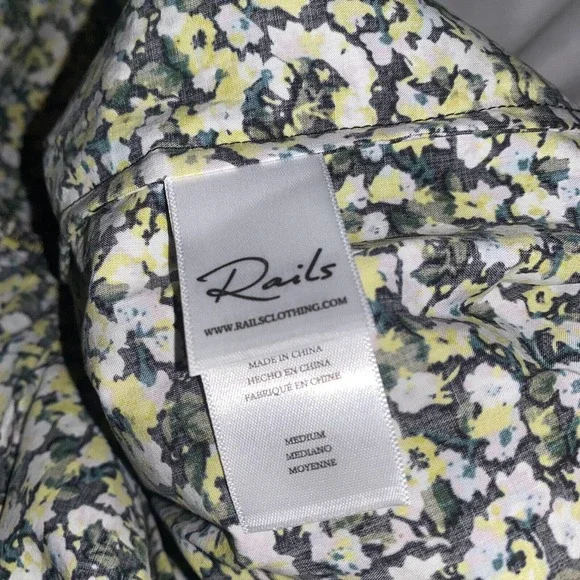 Rails
WWW.RAILSCLOTHING.COM
MADE IN CHINA
HECHO EN CHINA
FABRIQUÉ EN CHINE
MEDIUM
MEDIANO
MOYENNE